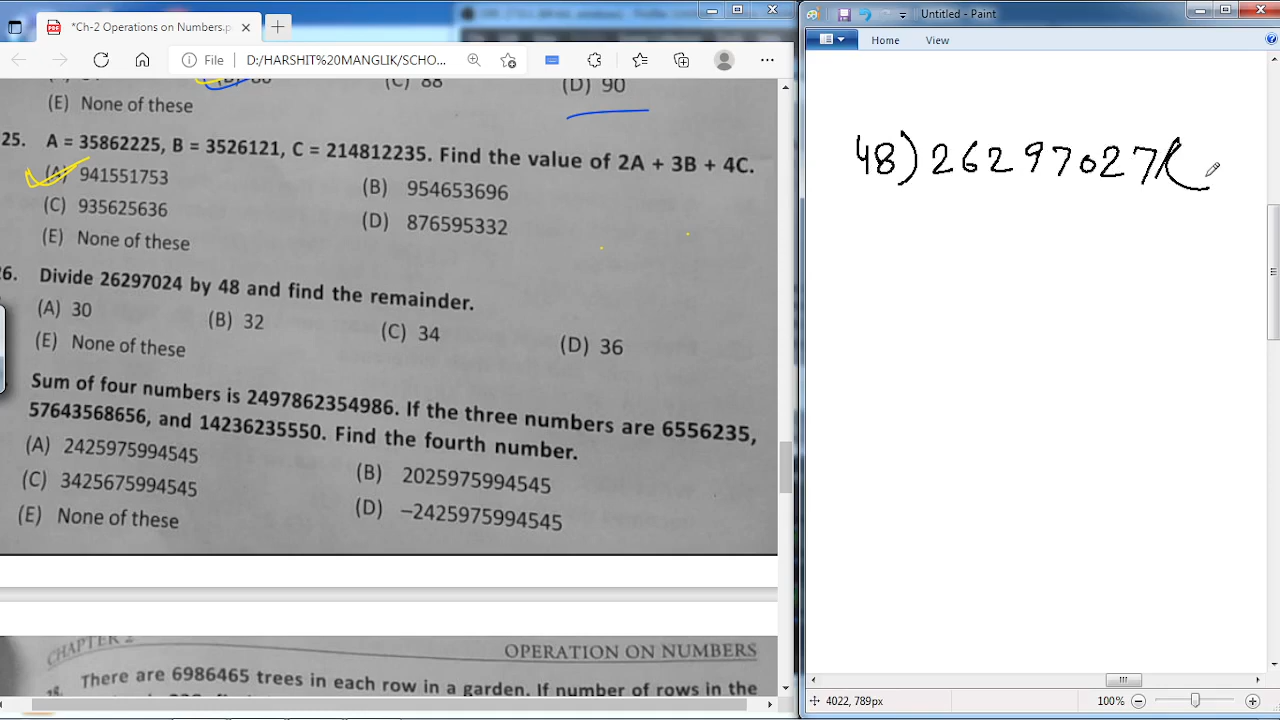 *Ch-2 Operations on Numbers.p
File
D:/HARSHIT%20MANGLIK/SCHO...
(C) 88
(D) 90
(E) None of these
25. A = 35862225, B = 3526121, C = 214812235. Find the value of 2A + 3B + 4C.
(A) 941551753
(B) 954653696
(C) 935625636
(D) 876595332
(E) None of these
26. Divide 26297024 by 48 and find the remainder.
(A) 30
(B) 32
(C) 34
(D) 36
(E) None of these
Sum of four numbers is 2497862354986. If the three numbers are 6556235,
57643568656, and 14236235550. Find the fourth number.
(A) 2425975994545
(B) 2025975994545
(C) 3425675994545
(D) –2425975994545
(E) None of these
CHAPTER 2
OPERATION ON NUMBERS
There are 6986465 trees in each row in a garden. If number of rows in the
Untitled - Paint
Home View
48)26297027(
4022, 789px
100%